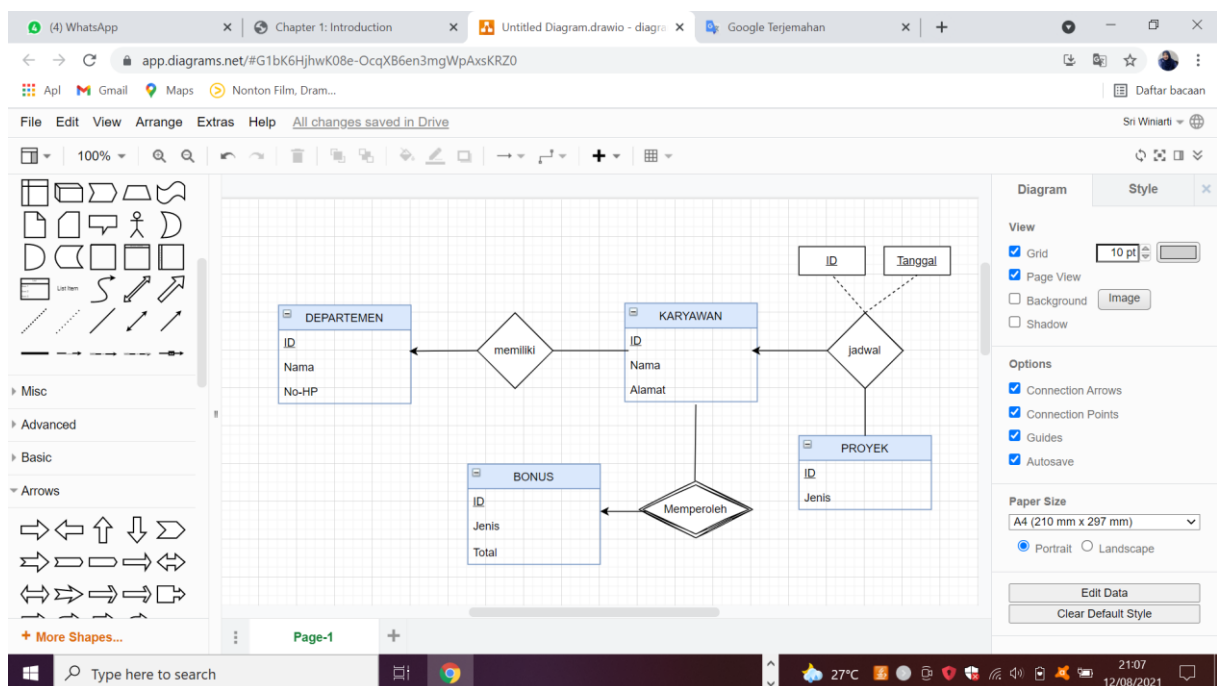 (4) WhatsApp
Chapter 1: Introduction
Untitled Diagram.drawio - diagra
Google Terjemahan
app.diagrams.net/#G1bK6HjhwK08e-OcqXB6en3mgWpAxsKRZ0
Apl Gmail Maps Nonton Film, Dram...
Daftar bacaan
File Edit View Arrange Extras Help All changes saved in Drive
Sri Winiarti
100%
List Item
Misc
Advanced
Basic
Arrows
+ More Shapes...
DEPARTEMEN
ID
Nama
No-HP
memiliki
KARYAWAN
ID
Nama
Alamat
ID
Tanggal
jadwal
PROYEK
ID
Jenis
BONUS
ID
Jenis
Total
Memperoleh
Page-1
Diagram Style
View
Grid 10 pt
Page View
Background Image
Shadow
Options
Connection Arrows
Connection Points
Guides
Autosave
Paper Size
A4 (210 mm x 297 mm)
Portrait Landscape
Edit Data
Clear Default Style
Type here to search
27°C
21:07
12/08/2021